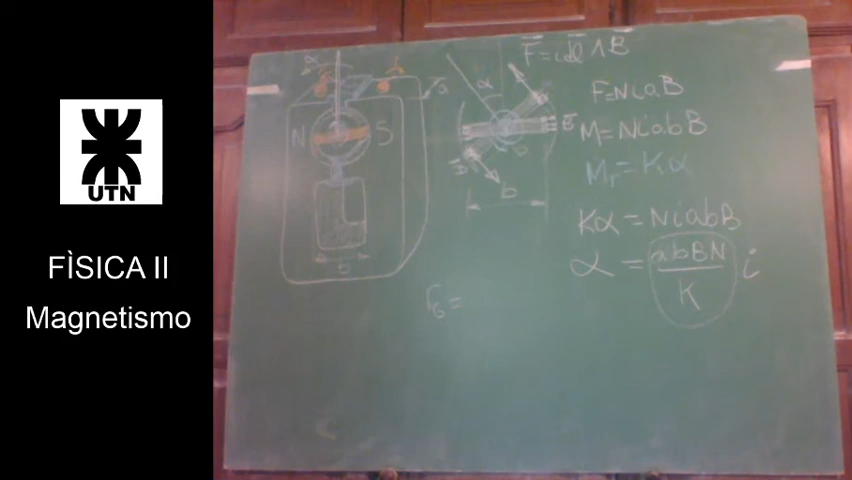 UTN
FÌSICA II
Magnetismo
α
N
S
a
b
α
B
b
F = i dl ∧ B
F = N i a B
M = N i a b B
Mr = K α
K α = N i a b B
α = abBN / K i